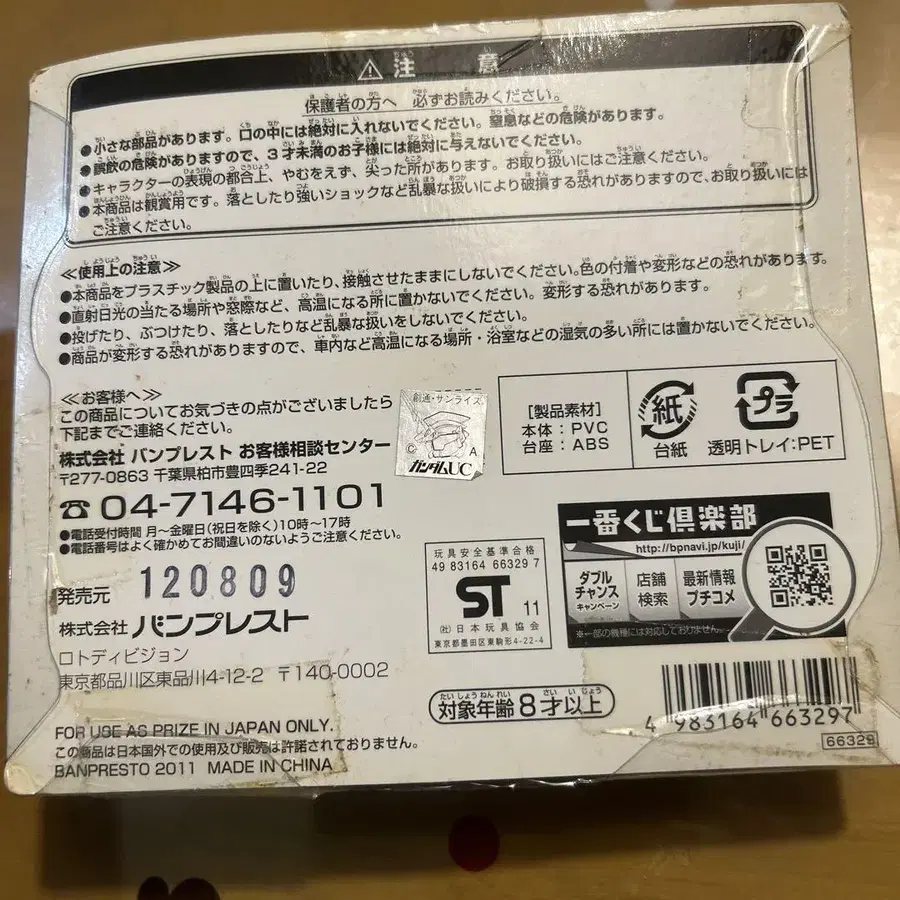 ⚠ 注意
保護者の方へ 必ずお読みください。
●小さな部品があります。口の中には絶対に入れないでください。窒息などの危険があります。
●誤飲の危険がありますので、3才未満のお子様には絶対に与えないでください。
●キャラクターの表現の都合上、やむをえず、尖った所があります。お取り扱いにはご注意ください。
●本商品は観賞用です。落としたり強いショックなど乱暴な扱いにより破損する恐れがありますので、お取り扱いには
ご注意ください。
≪使用上の注意≫
●本商品をプラスチック製品の上に置いたり、接触させたままにしないでください。色の付着や変形などの恐れがあります。
●直射日光の当たる場所や窓際など、高温になる所に置かないでください。変形する恐れがあります。
●投げたり、ぶつけたり、落としたりなど乱暴な扱いをしないでください。
●商品が変形する恐れがありますので、車内など高温になる場所・浴室などの湿気の多い所には置かないでください。
≪お客様へ≫
この商品についてお気づきの点がございましたら
下記までご連絡ください。
株式会社 バンプレスト お客様相談センター
〒277-0863 千葉県柏市豊四季241-22
☎04-7146-1101
●電話受付時間 月～金曜日(祝日を除く)10時～17時
●電話番号はよく確かめてお間違いのないようご注意ください。
創通・サンライズ
ガンダムUC
[製品素材]
本体:PVC
台座:ABS
紙
台紙
プラ
透明トレイ:PET
一番くじ倶楽部
http://bpnavi.jp/kuji/
ダブル
チャンス
キャンペーン
店舗
検索
最新情報
プチコメ
※一部の機種には対応しておりません。
玩具安全基準合格
49 83164 66329 7
ST 11
(社)日本玩具協会
東京都墨田区東駒形4-22-4
対象年齢8才以上
たいしょうねんれい さい いじょう
発売元 120809
株式会社 バンプレスト
ロトディビジョン
東京都品川区東品川4-12-2 〒140-0002
FOR USE AS PRIZE IN JAPAN ONLY.
この商品は日本国外での使用及び販売は許諾されておりません。
BANPRESTO 2011 MADE IN CHINA
4 983164 663297
66329